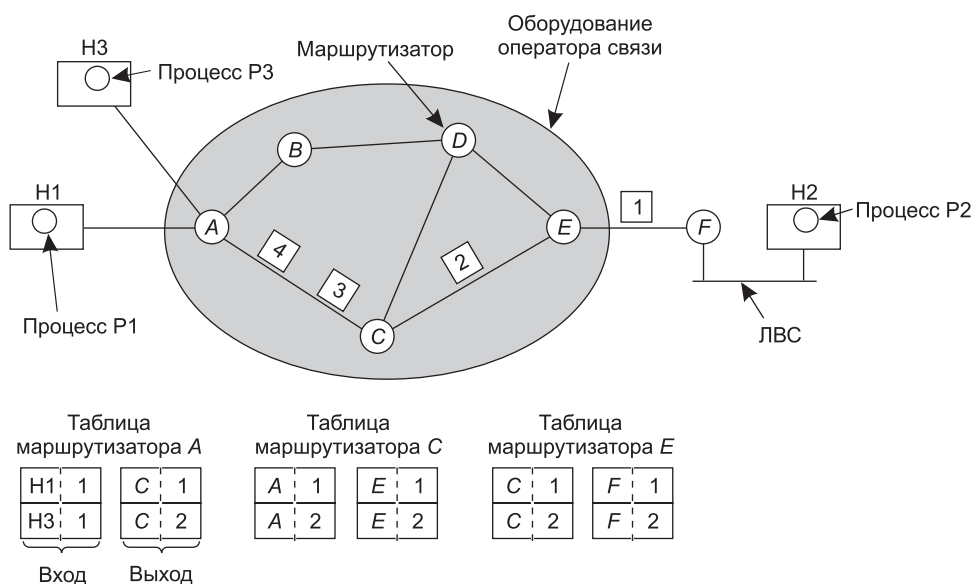 Оборудование
оператора связи
Маршрутизатор
H3
Процесс P3
B
D
H1
1
H2
Процесс P2
A
E
F
4
2
3
C
Процесс P1
ЛВС
Таблица
маршрутизатора A
Таблица
маршрутизатора C
Таблица
маршрутизатора E
H1 1 C 1 A 1 E 1 C 1 F 1
H3 1 C 2 A 2 E 2 C 2 F 2
Вход Выход